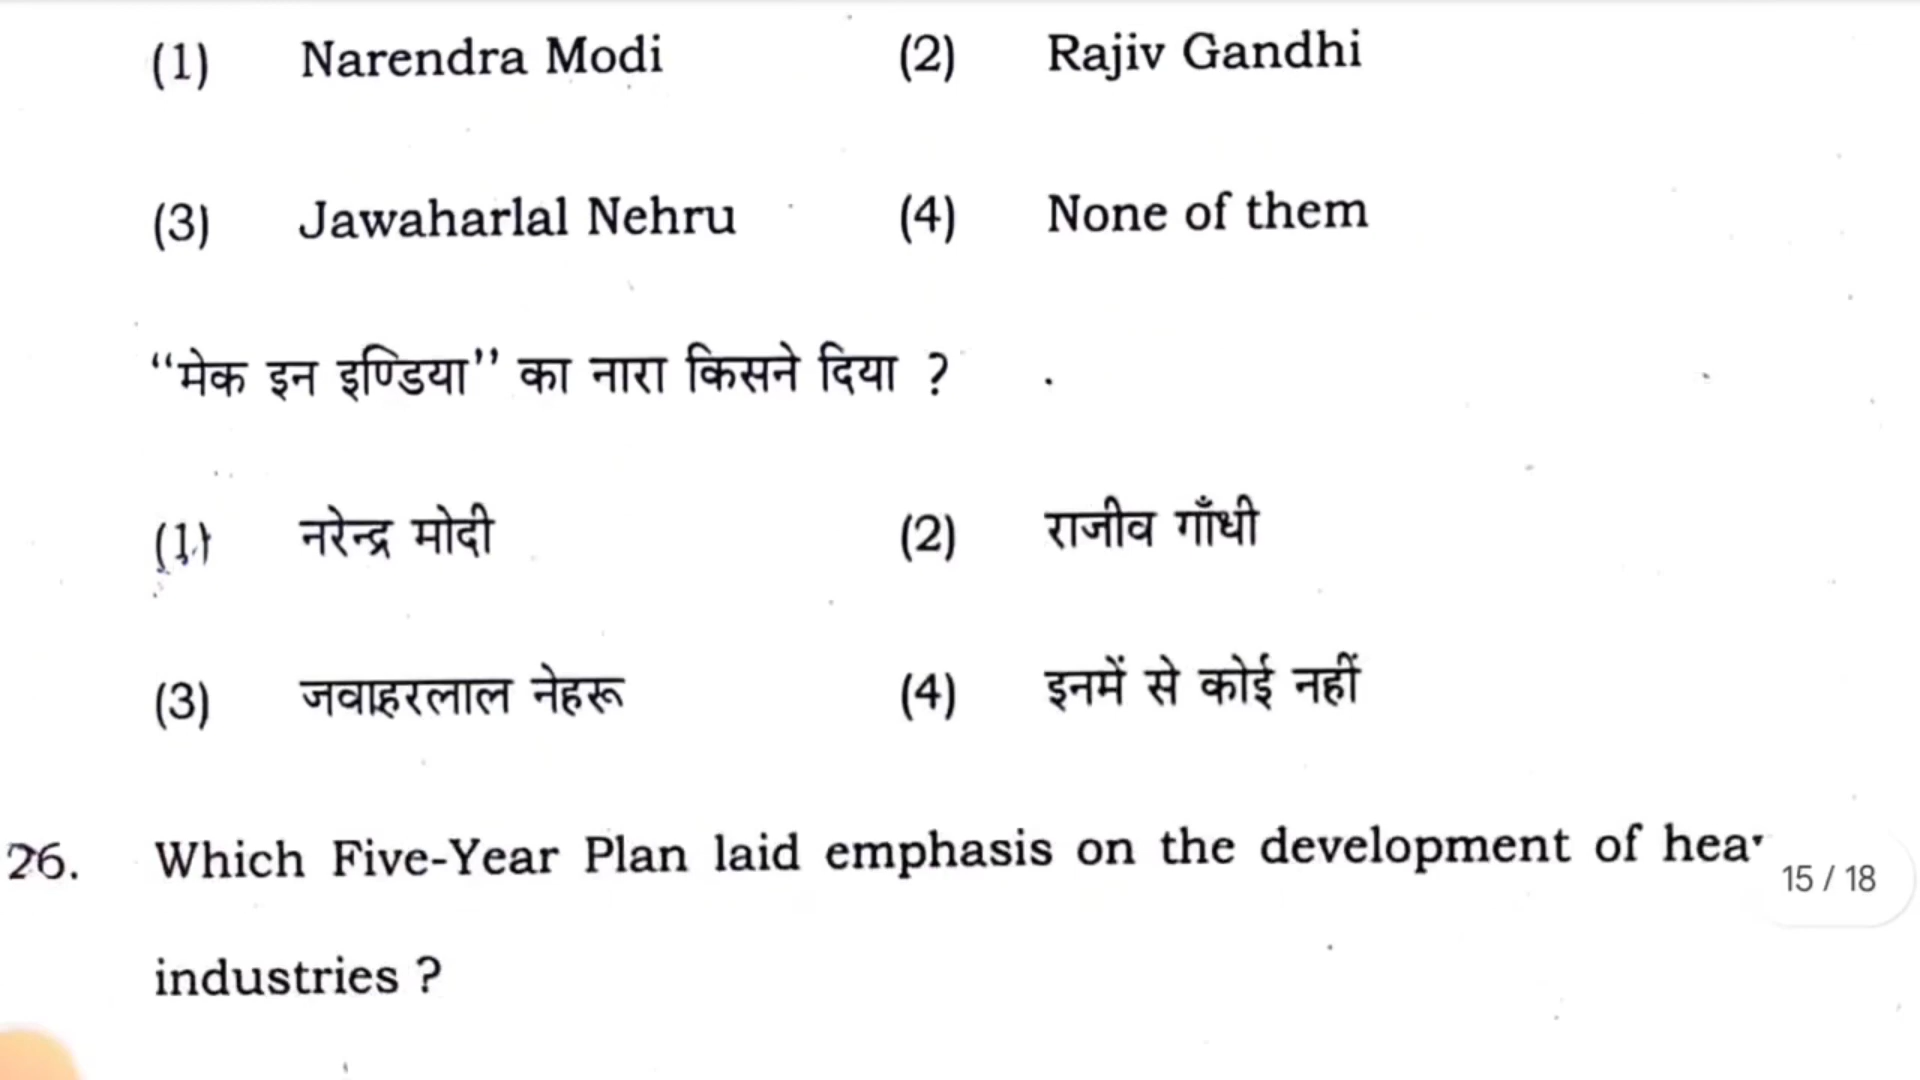 (1) Narendra Modi (2) Rajiv Gandhi
(3) Jawaharlal Nehru (4) None of them
“मेक इन इण्डिया” का नारा किसने दिया ?
(1) नरेन्द्र मोदी (2) राजीव गाँधी
(3) जवाहरलाल नेहरू (4) इनमें से कोई नहीं
26. Which Five-Year Plan laid emphasis on the development of
15 / 18
industries ?